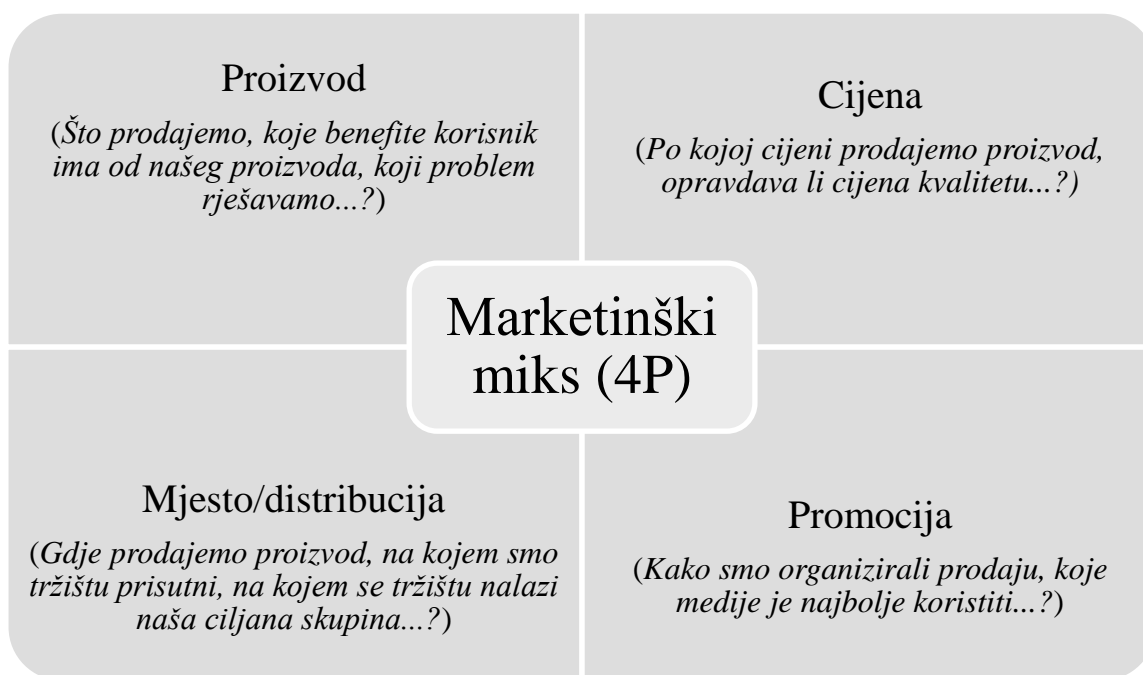 Proizvod
(Što prodajemo, koje benefite korisnik
ima od našeg proizvoda, koji problem
rješavamo...?)
Cijena
(Po kojoj cijeni prodajemo proizvod,
opravdava li cijena kvalitetu...?)
Marketinški
miks (4P)
Mjesto/distribucija
(Gdje prodajemo proizvod, na kojem smo
tržištu prisutni, na kojem se tržištu nalazi
naša ciljana skupina...?)
Promocija
(Kako smo organizirali prodaju, koje
medije je najbolje koristiti...?)